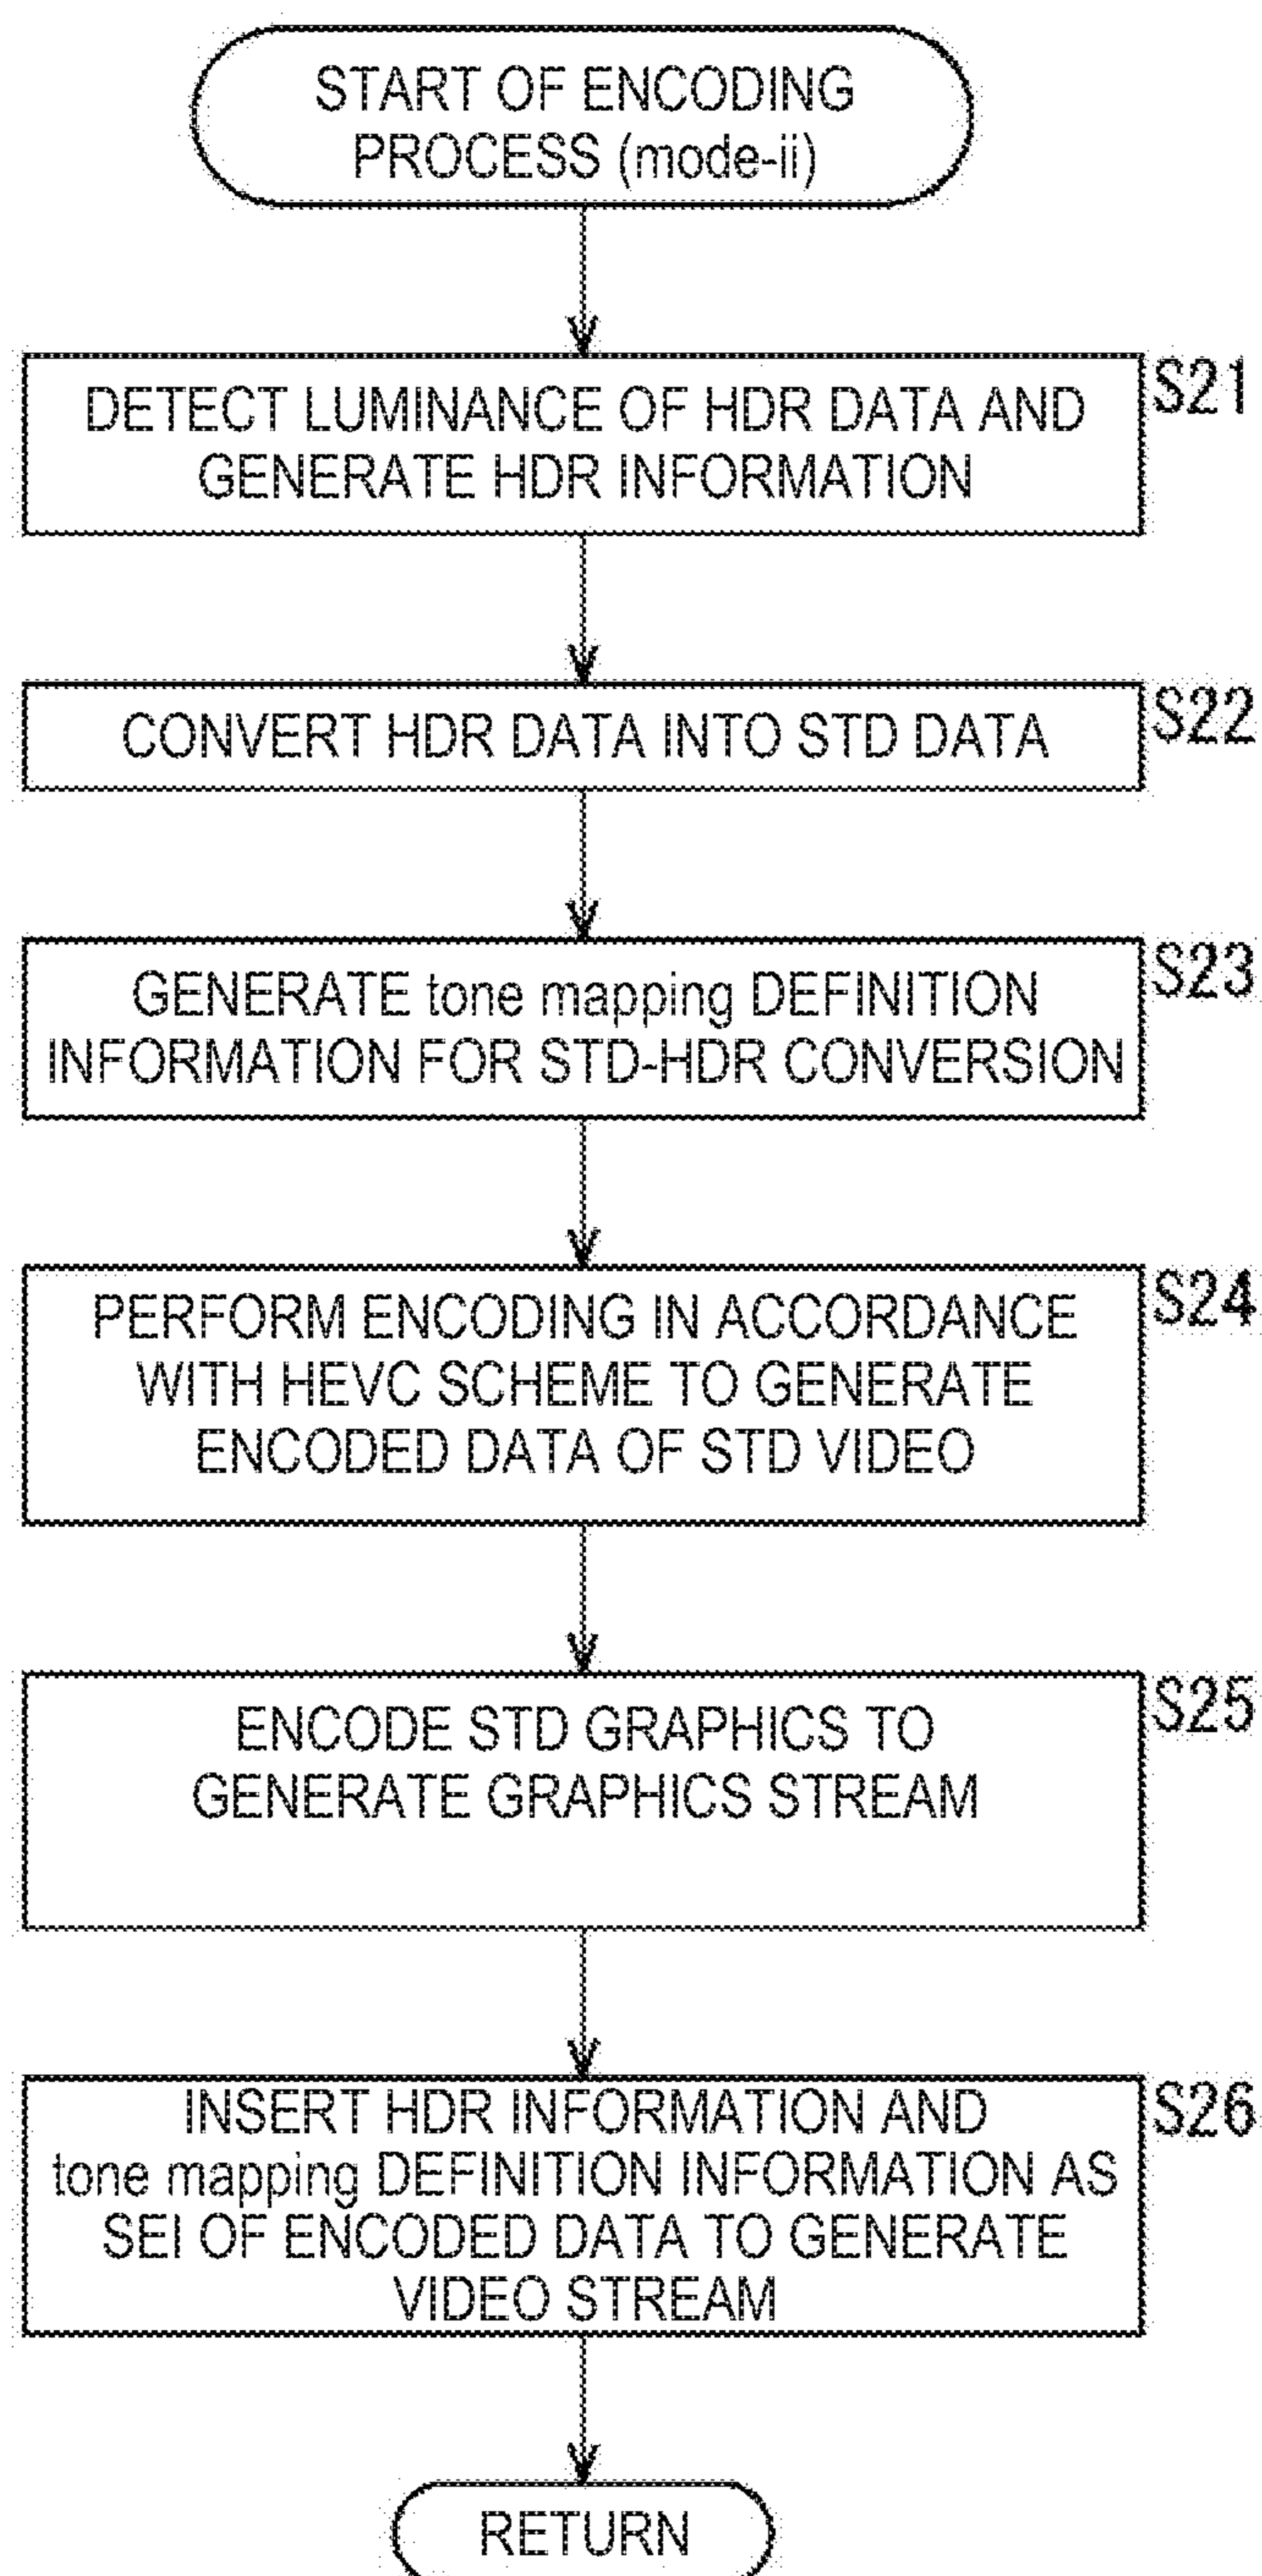 START OF ENCODING
PROCESS (mode-ii)
S21
DETECT LUMINANCE OF HDR DATA AND
GENERATE HDR INFORMATION
S22
CONVERT HDR DATA INTO STD DATA
S23
GENERATE tone mapping DEFINITION
INFORMATION FOR STD-HDR CONVERSION
S24
PERFORM ENCODING IN ACCORDANCE
WITH HEVC SCHEME TO GENERATE
ENCODED DATA OF STD VIDEO
S25
ENCODE STD GRAPHICS TO
GENERATE GRAPHICS STREAM
S26
INSERT HDR INFORMATION AND
tone mapping DEFINITION INFORMATION AS
SEI OF ENCODED DATA TO GENERATE
VIDEO STREAM
RETURN